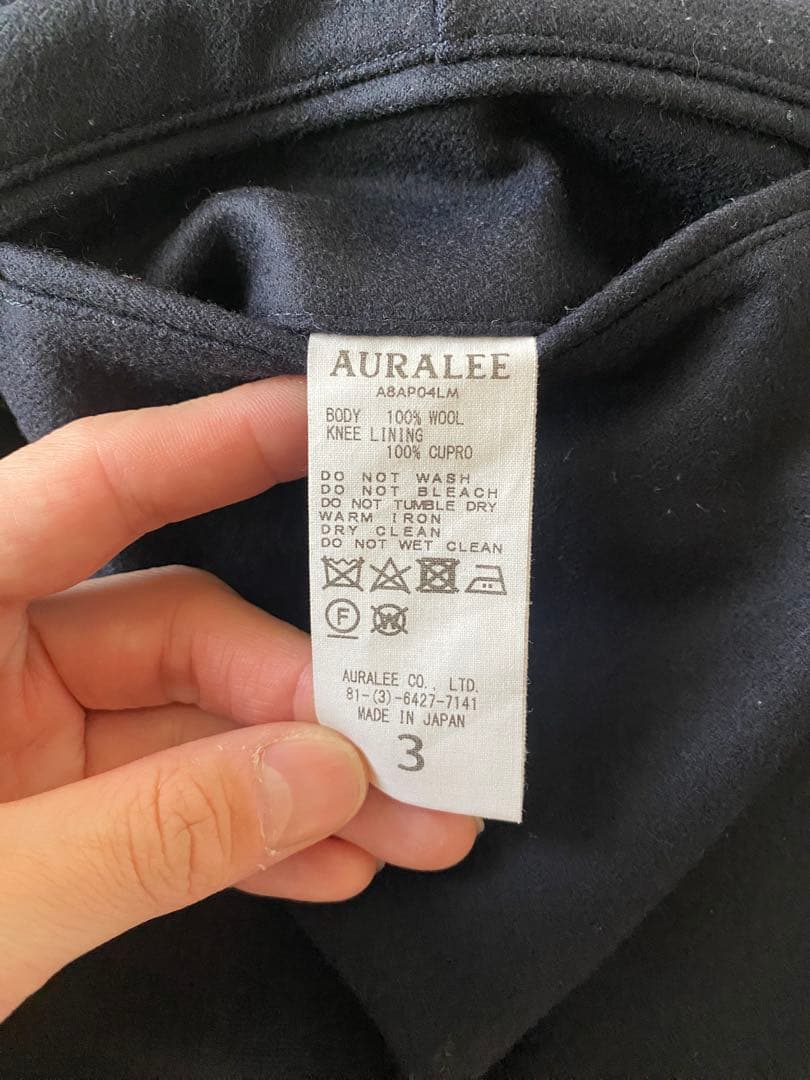 AURALEE
A8AP04LM
BODY 100% WOOL
KNEE LINING
100% CUPRO
DO NOT WASH
DO NOT BLEACH
DO NOT TUMBLE DRY
WARM IRON
DRY CLEAN
DO NOT WET CLEAN
F W
AURALEE CO., LTD.
81-(3)-6427-7141
MADE IN JAPAN
3